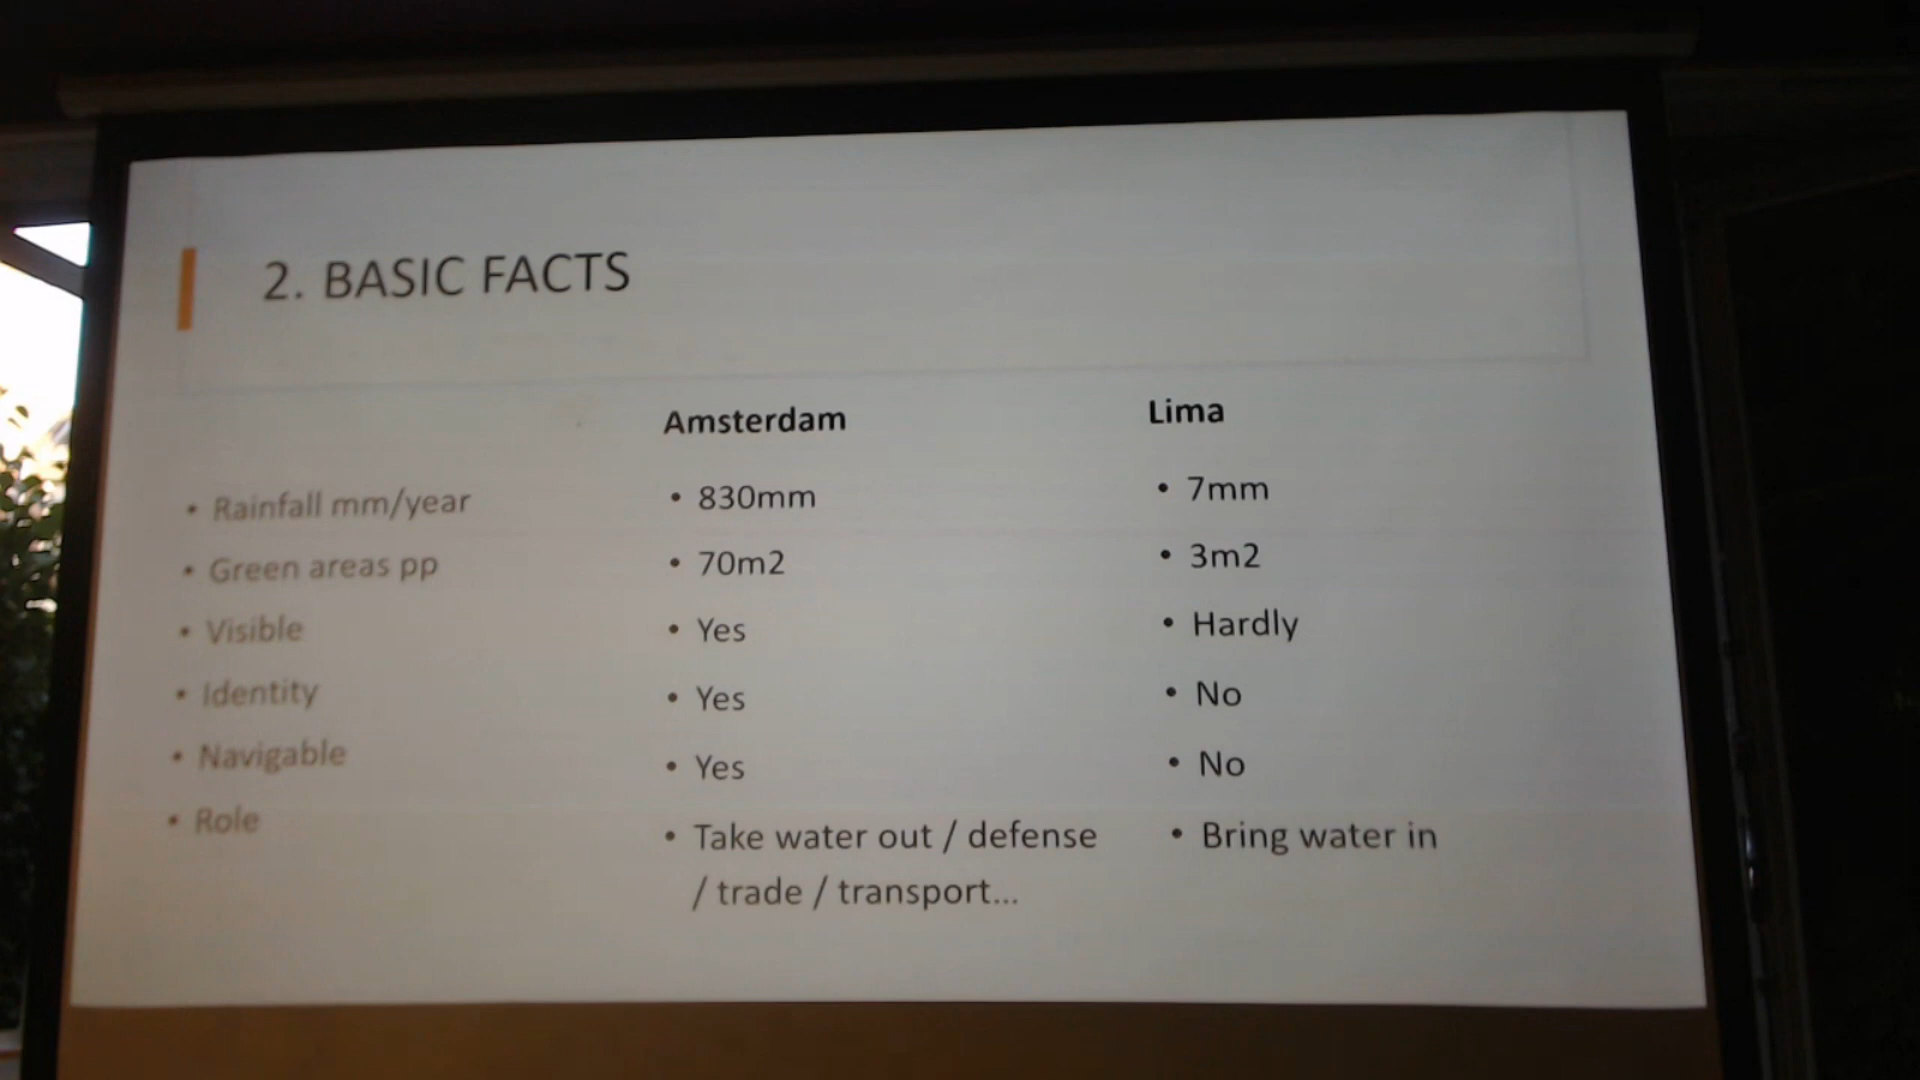 2. BASIC FACTS
Amsterdam
Lima
• Rainfall mm/year
• 830mm
• 7mm
• Green areas pp
• 70m2
• 3m2
• Visible
• Yes
• Hardly
• Identity
• Yes
• No
• Navigable
• Yes
• No
• Role
• Take water out / defense
/ trade / transport...
• Bring water in